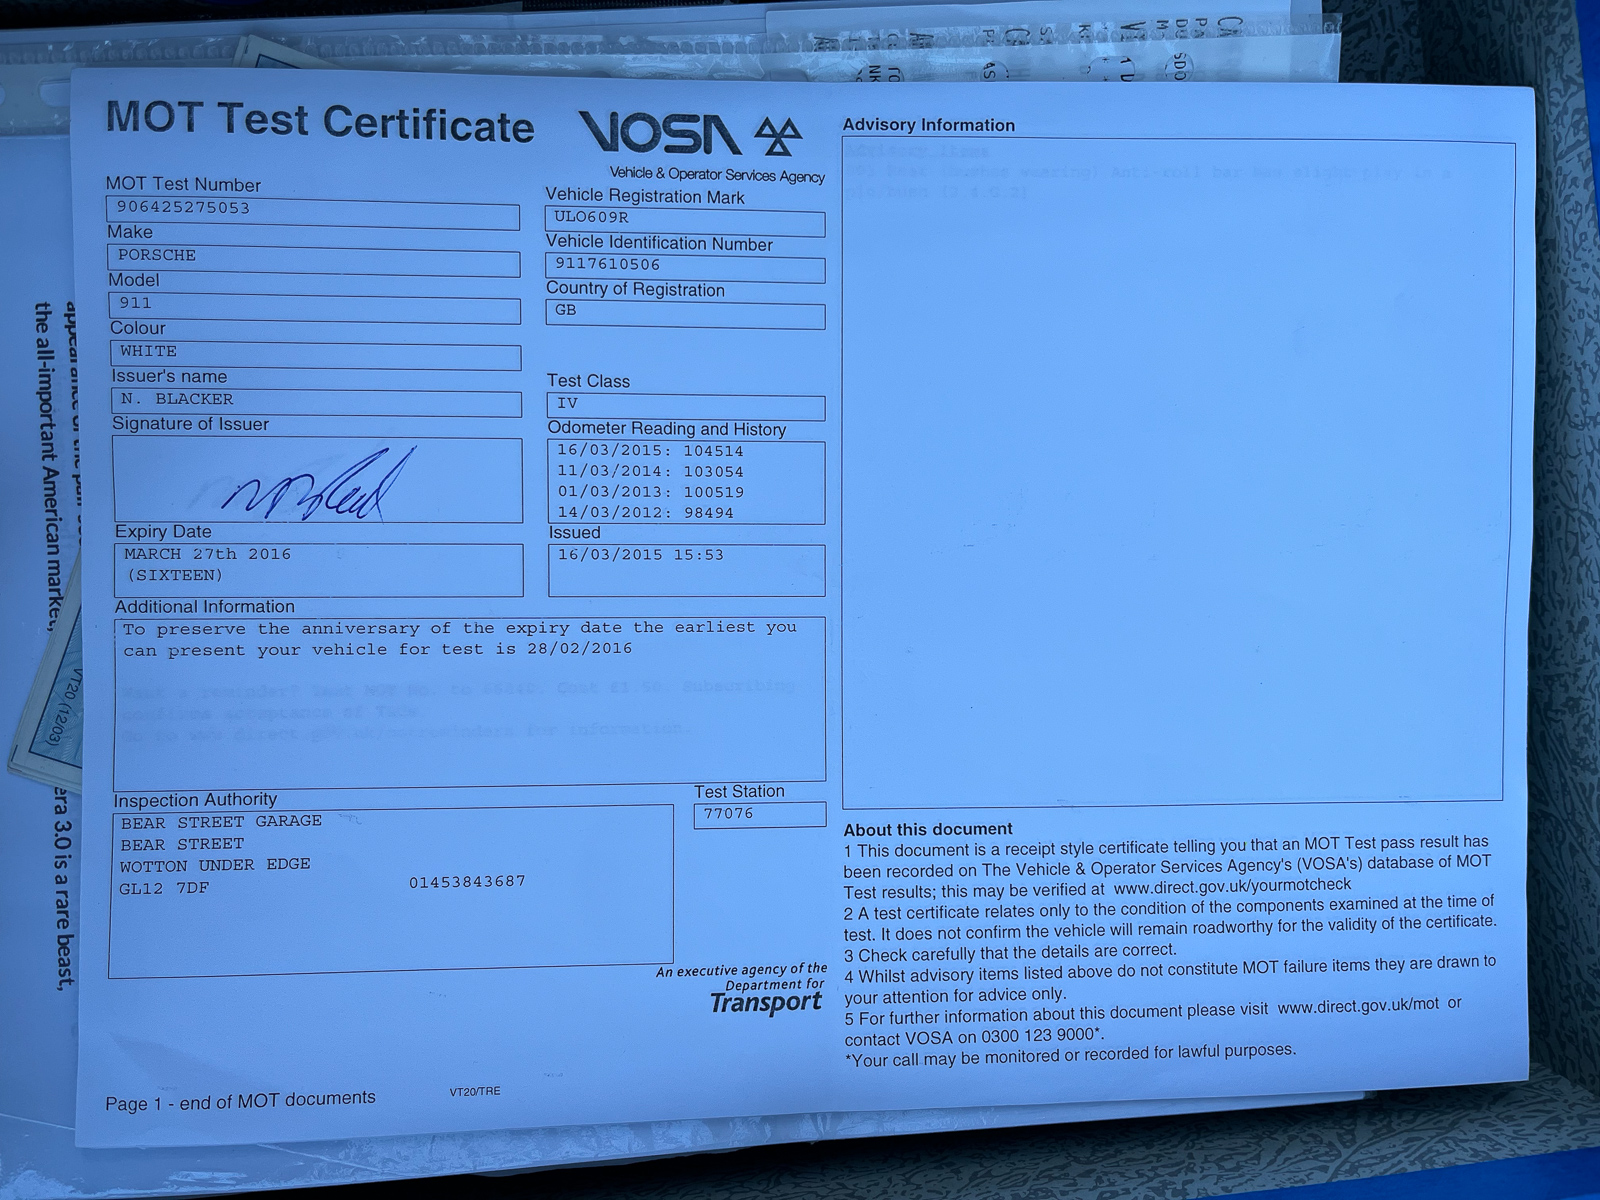 MOT Test Certificate
VOSA
Vehicle & Operator Services Agency
MOT Test Number
906425275053
Make
PORSCHE
Model
911
Colour
WHITE
Issuer's name
N. BLACKER
Signature of Issuer
Expiry Date
MARCH 27th 2016
(SIXTEEN)
Vehicle Registration Mark
ULO609R
Vehicle Identification Number
9117610506
Country of Registration
GB
Test Class
IV
Odometer Reading and History
16/03/2015: 104514
11/03/2014: 103054
01/03/2013: 100519
14/03/2012: 98494
Issued
16/03/2015 15:53
Additional Information
To preserve the anniversary of the expiry date the earliest you
can present your vehicle for test is 28/02/2016
Inspection Authority
BEAR STREET GARAGE
BEAR STREET
WOTTON UNDER EDGE
GL12 7DF 01453843687
Test Station
77076
An executive agency of the
Department for
Transport
Page 1 - end of MOT documents
VT20/TRE
Advisory Information
About this document
1 This document is a receipt style certificate telling you that an MOT Test pass result has
been recorded on The Vehicle & Operator Services Agency's (VOSA's) database of MOT
Test results; this may be verified at www.direct.gov.uk/yourmotcheck
2 A test certificate relates only to the condition of the components examined at the time of
test. It does not confirm the vehicle will remain roadworthy for the validity of the certificate.
3 Check carefully that the details are correct.
4 Whilst advisory items listed above do not constitute MOT failure items they are drawn to
your attention for advice only.
5 For further information about this document please visit www.direct.gov.uk/mot or
contact VOSA on 0300 123 9000*.
*Your call may be monitored or recorded for lawful purposes.
the all-important American market,
era 3.0 is a rare beast,
VT20 (12/03)